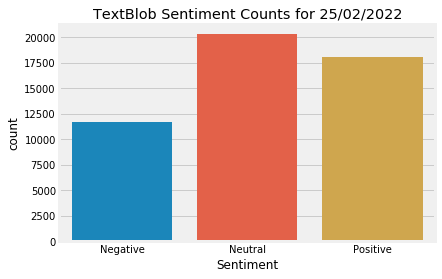 TextBlob Sentiment Counts for 25/02/2022
20000
17500
15000
12500
10000
7500
5000
2500
0
count
Negative Neutral Positive
Sentiment